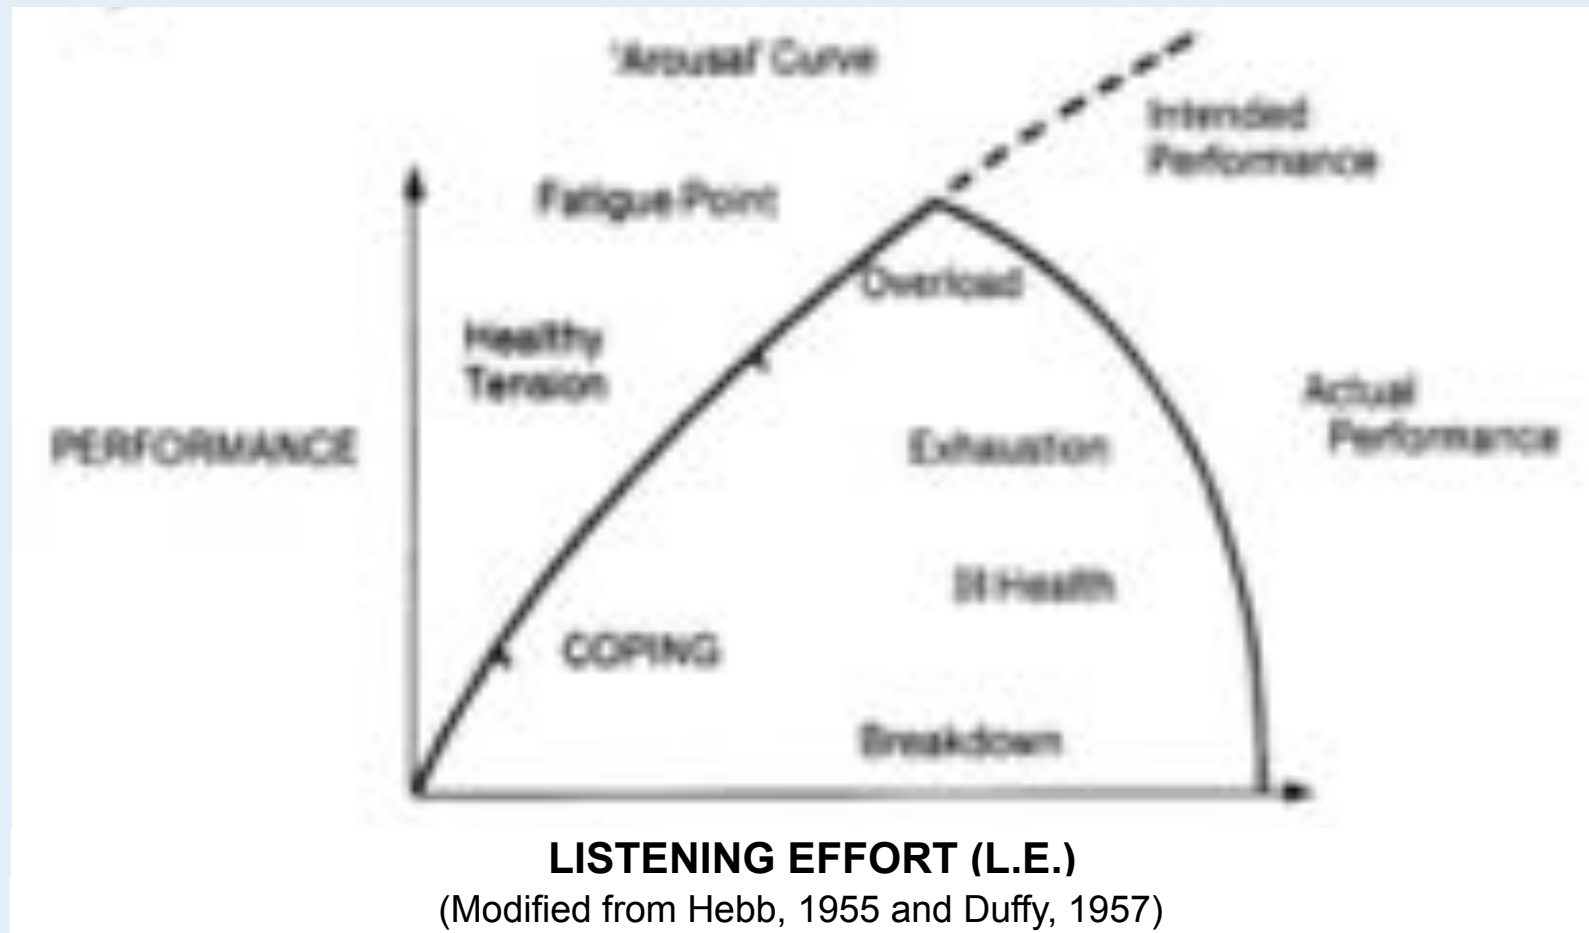 'Arousal' Curve
Intended
Performance
Fatigue Point
Overload
Healthy
Tension
Actual
Performance
PERFORMANCE
Exhaustion
Ill Health
COPING
Breakdown
LISTENING EFFORT (L.E.)
(Modified from Hebb, 1955 and Duffy, 1957)